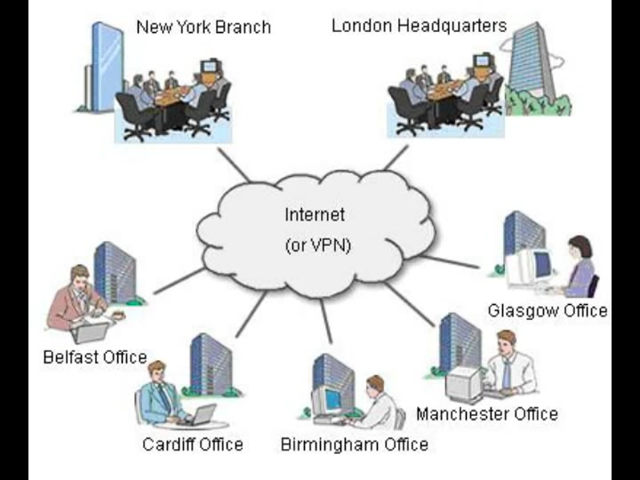 New York Branch
London Headquarters
Internet
(or VPN)
Glasgow Office
Belfast Office
Manchester Office
Cardiff Office
Birmingham Office